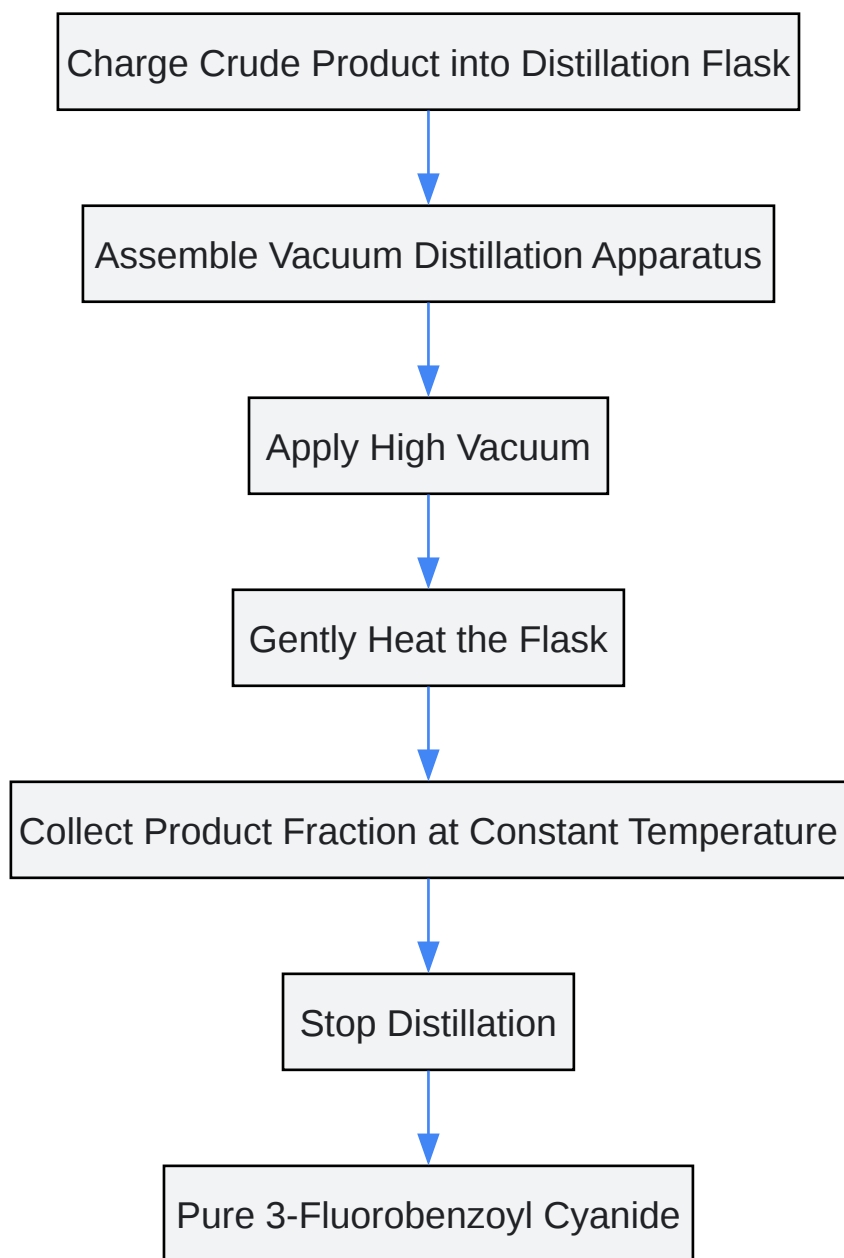 Charge Crude Product into Distillation Flask
Assemble Vacuum Distillation Apparatus
Apply High Vacuum
Gently Heat the Flask
Collect Product Fraction at Constant Temperature
Stop Distillation
Pure 3-Fluorobenzoyl Cyanide